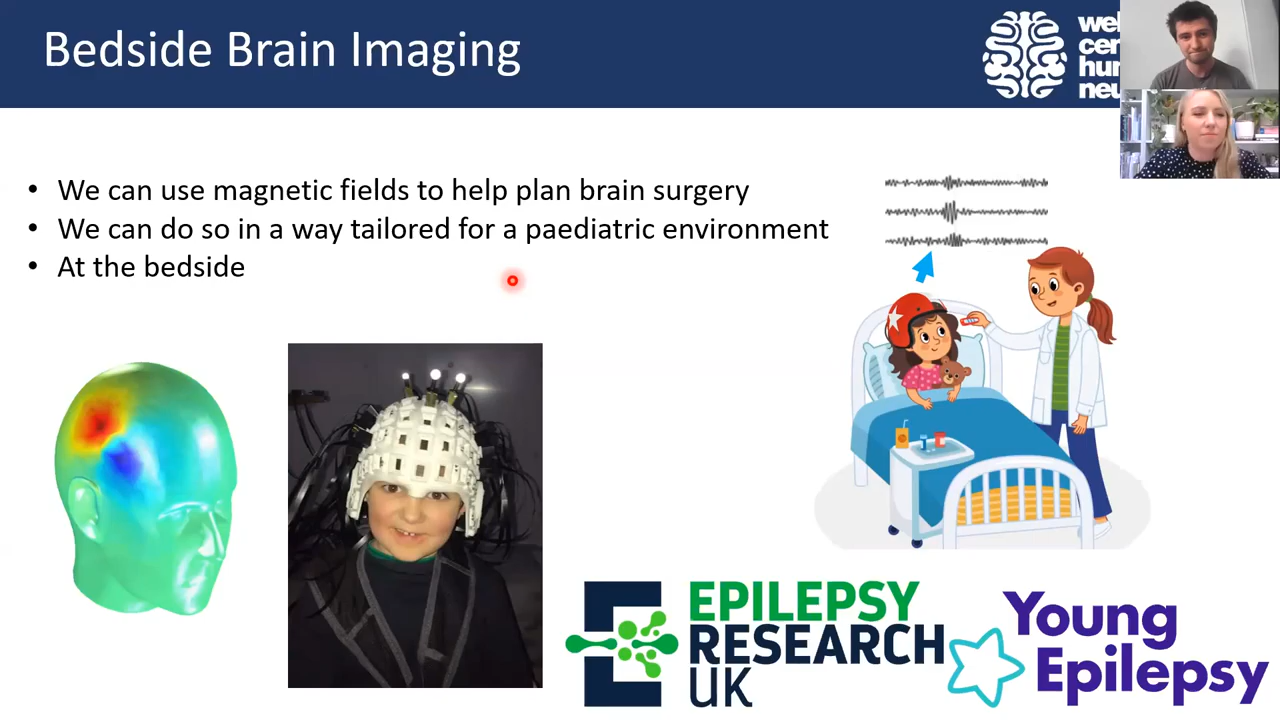 Bedside Brain Imaging
• We can use magnetic fields to help plan brain surgery
• We can do so in a way tailored for a paediatric environment
• At the bedside
EPILEPSY
RESEARCH
UK
Young
Epilepsy